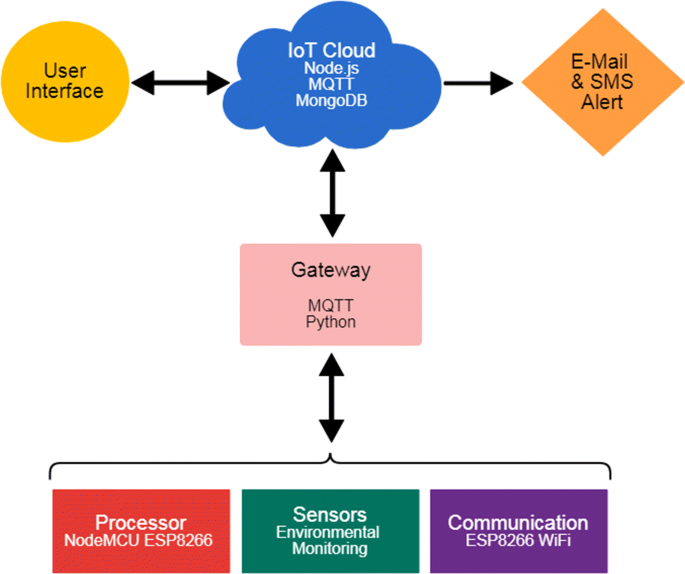 User
Interface
IoT Cloud
Node.js
MQTT
MongoDB
E-Mail
& SMS
Alert
Gateway
MQTT
Python
Processor
NodeMCU ESP8266
Sensors
Environmental
Monitoring
Communication
ESP8266 WiFi